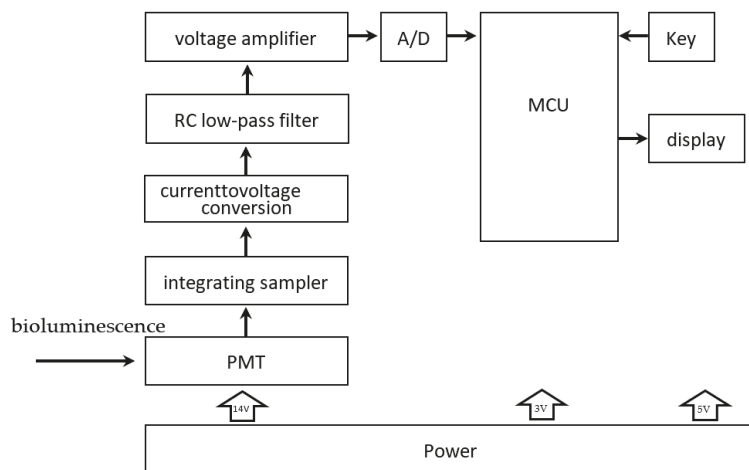 voltage amplifier
A/D
MCU
Key
RC low-pass filter
display
currenttovoltage
conversion
integrating sampler
bioluminescence
PMT
14V
3V
5V
Power